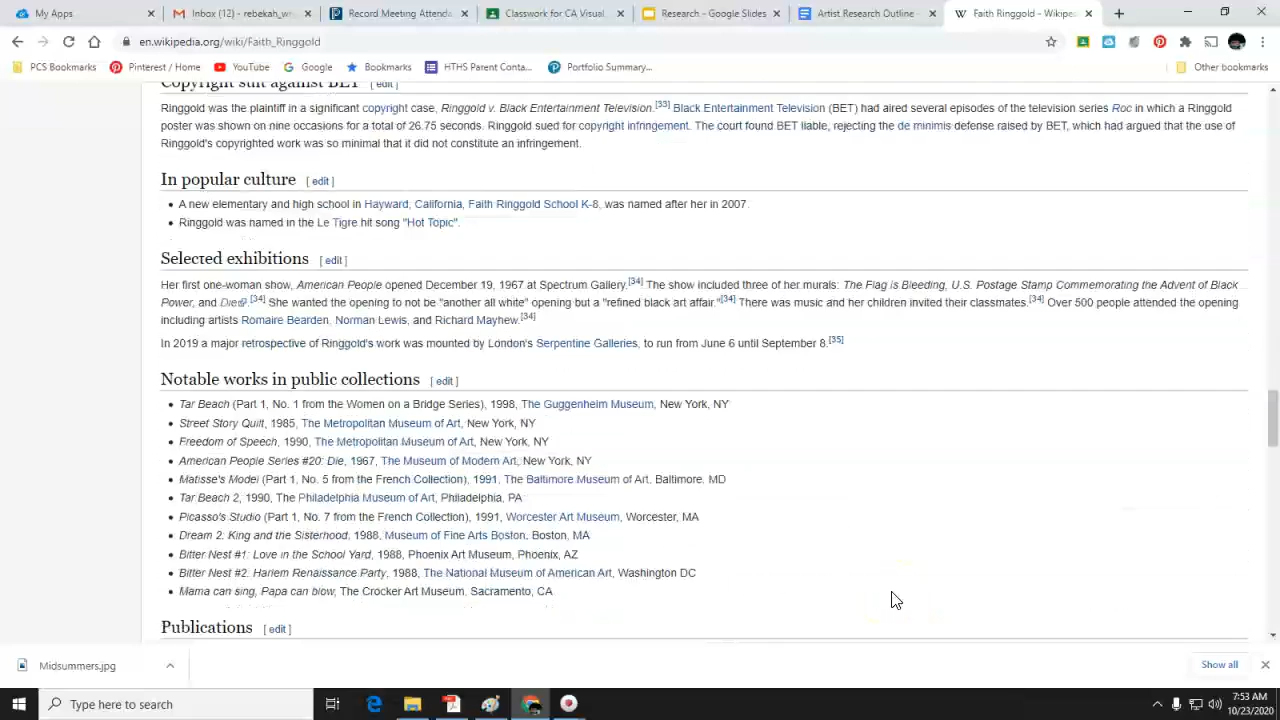 My Apps
Inbox (12) - rebekah_w
Record Meeting Attenda
Classwork for CA Visual
Research - Google Slides
Artist Research Outline -
Faith Ringgold - Wikipe
en.wikipedia.org/wiki/Faith_Ringgold
PCS Bookmarks
Pinterest / Home
YouTube
Google
Bookmarks
HTHS Parent Conta...
Portfolio Summary...
Other bookmarks
Copyright suit against BET [ edit ]
Ringgold was the plaintiff in a significant copyright case, Ringgold v. Black Entertainment Television.[33] Black Entertainment Television (BET) had aired several episodes of the television series Roc in which a Ringgold
poster was shown on nine occasions for a total of 26.75 seconds. Ringgold sued for copyright infringement. The court found BET liable, rejecting the de minimis defense raised by BET, which had argued that the use of
Ringgold's copyrighted work was so minimal that it did not constitute an infringement.
In popular culture [ edit ]
• A new elementary and high school in Hayward, California, Faith Ringgold School K-8, was named after her in 2007.
• Ringgold was named in the Le Tigre hit song "Hot Topic".
Selected exhibitions [ edit ]
Her first one-woman show, American People opened December 19, 1967 at Spectrum Gallery.[34] The show included three of her murals: The Flag is Bleeding, U.S. Postage Stamp Commemorating the Advent of Black
Power, and Die.[34] She wanted the opening to not be "another all white" opening but a "refined black art affair."[34] There was music and her children invited their classmates.[34] Over 500 people attended the opening
including artists Romaire Bearden, Norman Lewis, and Richard Mayhew.[34]
In 2019 a major retrospective of Ringgold's work was mounted by London's Serpentine Galleries, to run from June 6 until September 8.[35]
Notable works in public collections [ edit ]
• Tar Beach (Part 1, No. 1 from the Women on a Bridge Series), 1998, The Guggenheim Museum, New York, NY
• Street Story Quilt, 1985, The Metropolitan Museum of Art, New York, NY
• Freedom of Speech, 1990, The Metropolitan Museum of Art, New York, NY
• American People Series #20: Die, 1967, The Museum of Modern Art, New York, NY
• Matisse's Model (Part 1, No. 5 from the French Collection), 1991, The Baltimore Museum of Art, Baltimore, MD
• Tar Beach 2, 1990, The Philadelphia Museum of Art, Philadelphia, PA
• Picasso's Studio (Part 1, No. 7 from the French Collection), 1991, Worcester Art Museum, Worcester, MA
• Dream 2: King and the Sisterhood, 1988, Museum of Fine Arts Boston, Boston, MA
• Bitter Nest #1: Love in the School Yard, 1988, Phoenix Art Museum, Phoenix, AZ
• Bitter Nest #2: Harlem Renaissance Party, 1988, The National Museum of American Art, Washington DC
• Mama can sing, Papa can blow, The Crocker Art Museum, Sacramento, CA
Publications [ edit ]
Midsummers.jpg
Show all
Type here to search
7:53 AM
10/23/2020